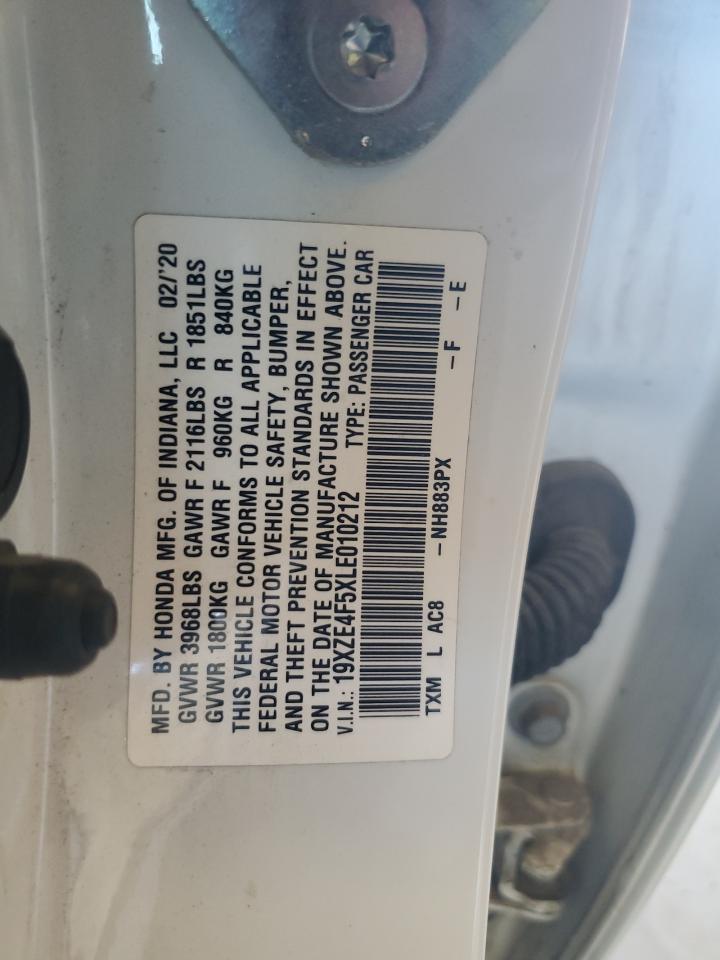 MFD. BY HONDA MFG. OF INDIANA, LLC 02/'20
GVWR 3968LBS GAWR F 2116LBS R 1851LBS
GVWR 1800KG GAWR F 960KG R 840KG
THIS VEHICLE CONFORMS TO ALL APPLICABLE
FEDERAL MOTOR VEHICLE SAFETY, BUMPER,
AND THEFT PREVENTION STANDARDS IN EFFECT
ON THE DATE OF MANUFACTURE SHOWN ABOVE.
V.I.N.: 19XZE4F5XLE010212 TYPE: PASSENGER CAR
TXM L AC8 -NH883PX -F -E